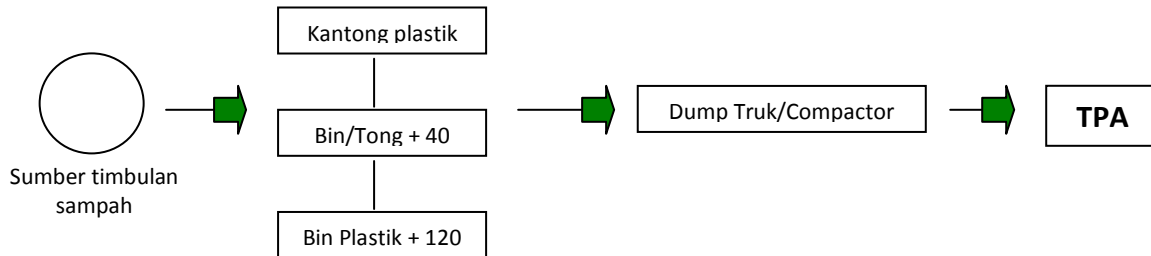 Sumber timbulan
sampah
Kantong plastik
Bin/Tong + 40
Bin Plastik + 120
Dump Truk/Compactor
TPA